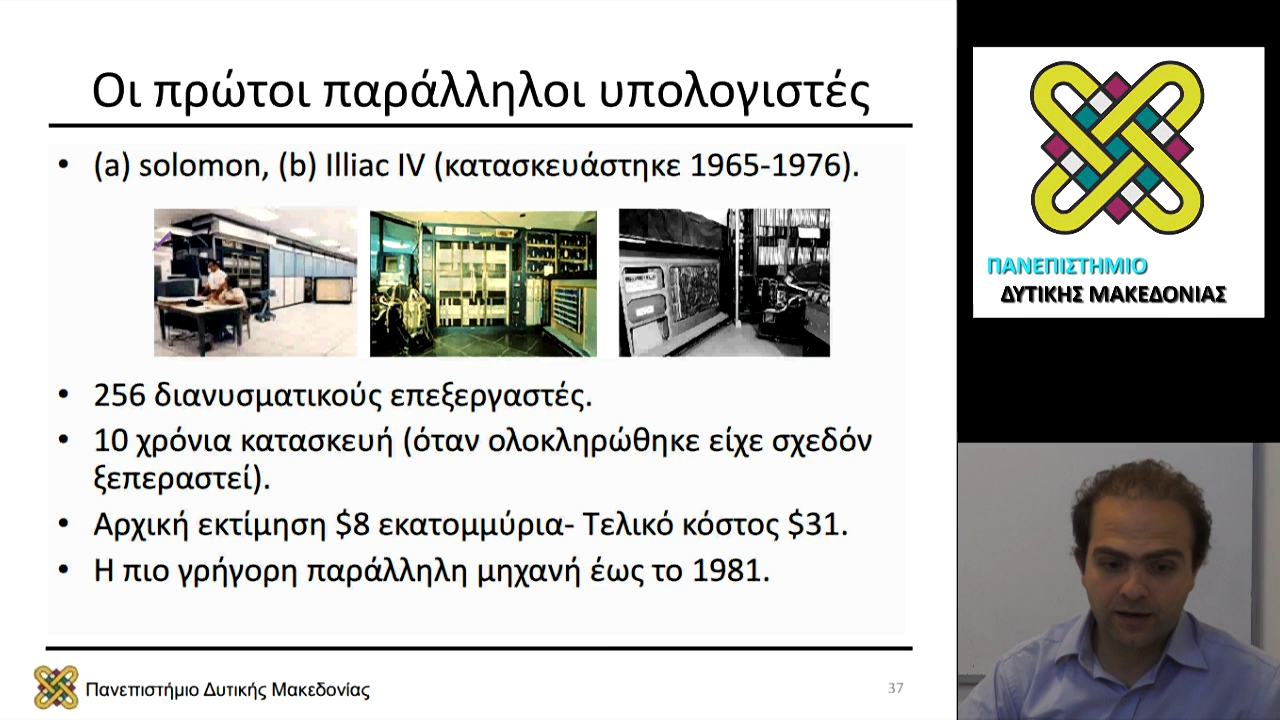 Οι πρώτοι παράλληλοι υπολογιστές
• (a) solomon, (b) Illiac IV (κατασκευάστηκε 1965-1976).
• 256 διανυσματικούς επεξεργαστές.
• 10 χρόνια κατασκευή (όταν ολοκληρώθηκε είχε σχεδόν
ξεπεραστεί).
• Αρχική εκτίμηση $8 εκατομμύρια- Τελικό κόστος $31.
• Η πιο γρήγορη παράλληλη μηχανή έως το 1981.
Πανεπιστήμιο Δυτικής Μακεδονίας
37
ΠΑΝΕΠΙΣΤΗΜΙΟ
ΔΥΤΙΚΗΣ ΜΑΚΕΔΟΝΙΑΣ